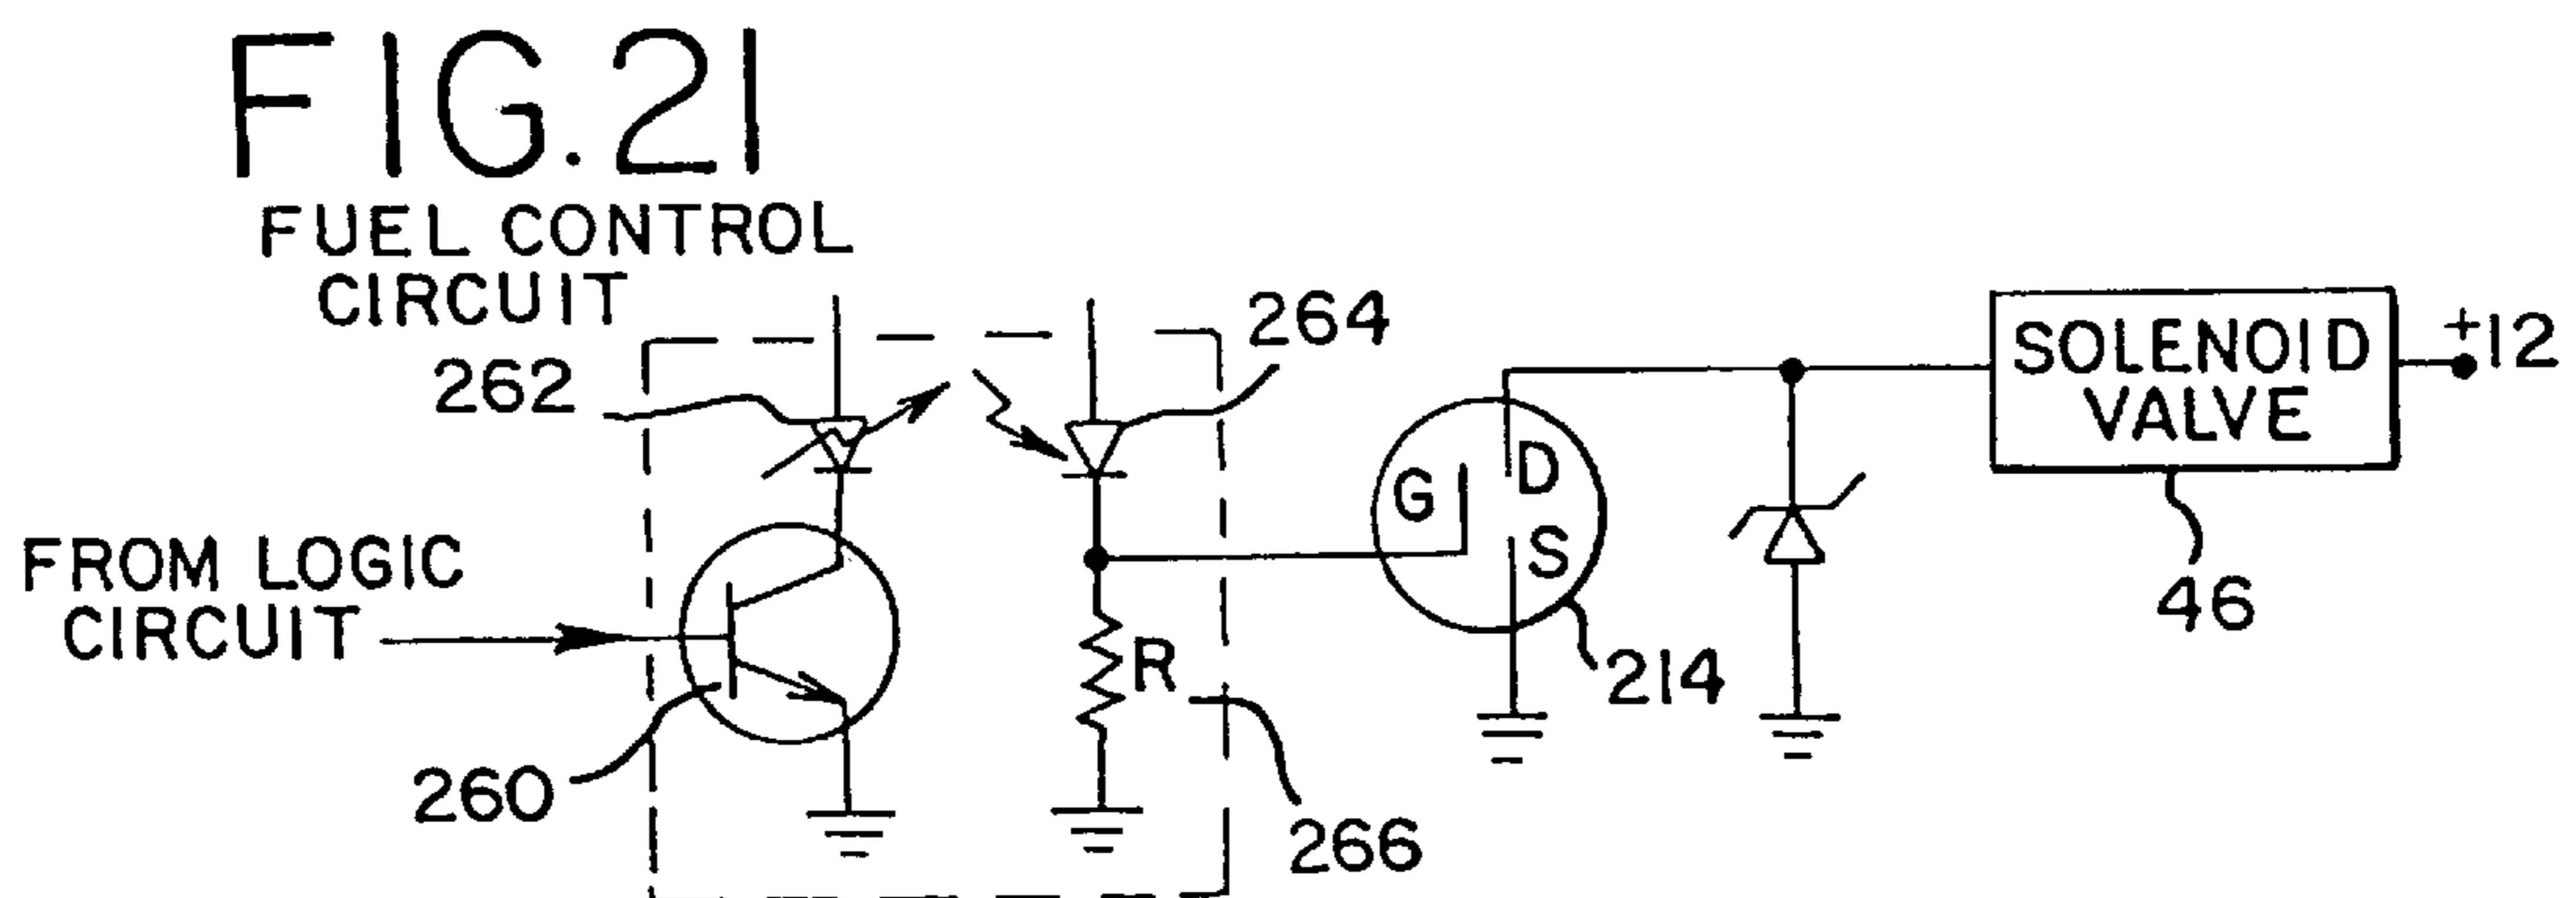 FIG.21
FUEL CONTROL
CIRCUIT
262
264
SOLENOID
VALVE
+12
G
D
S
FROM LOGIC
CIRCUIT
R
46
214
260
266